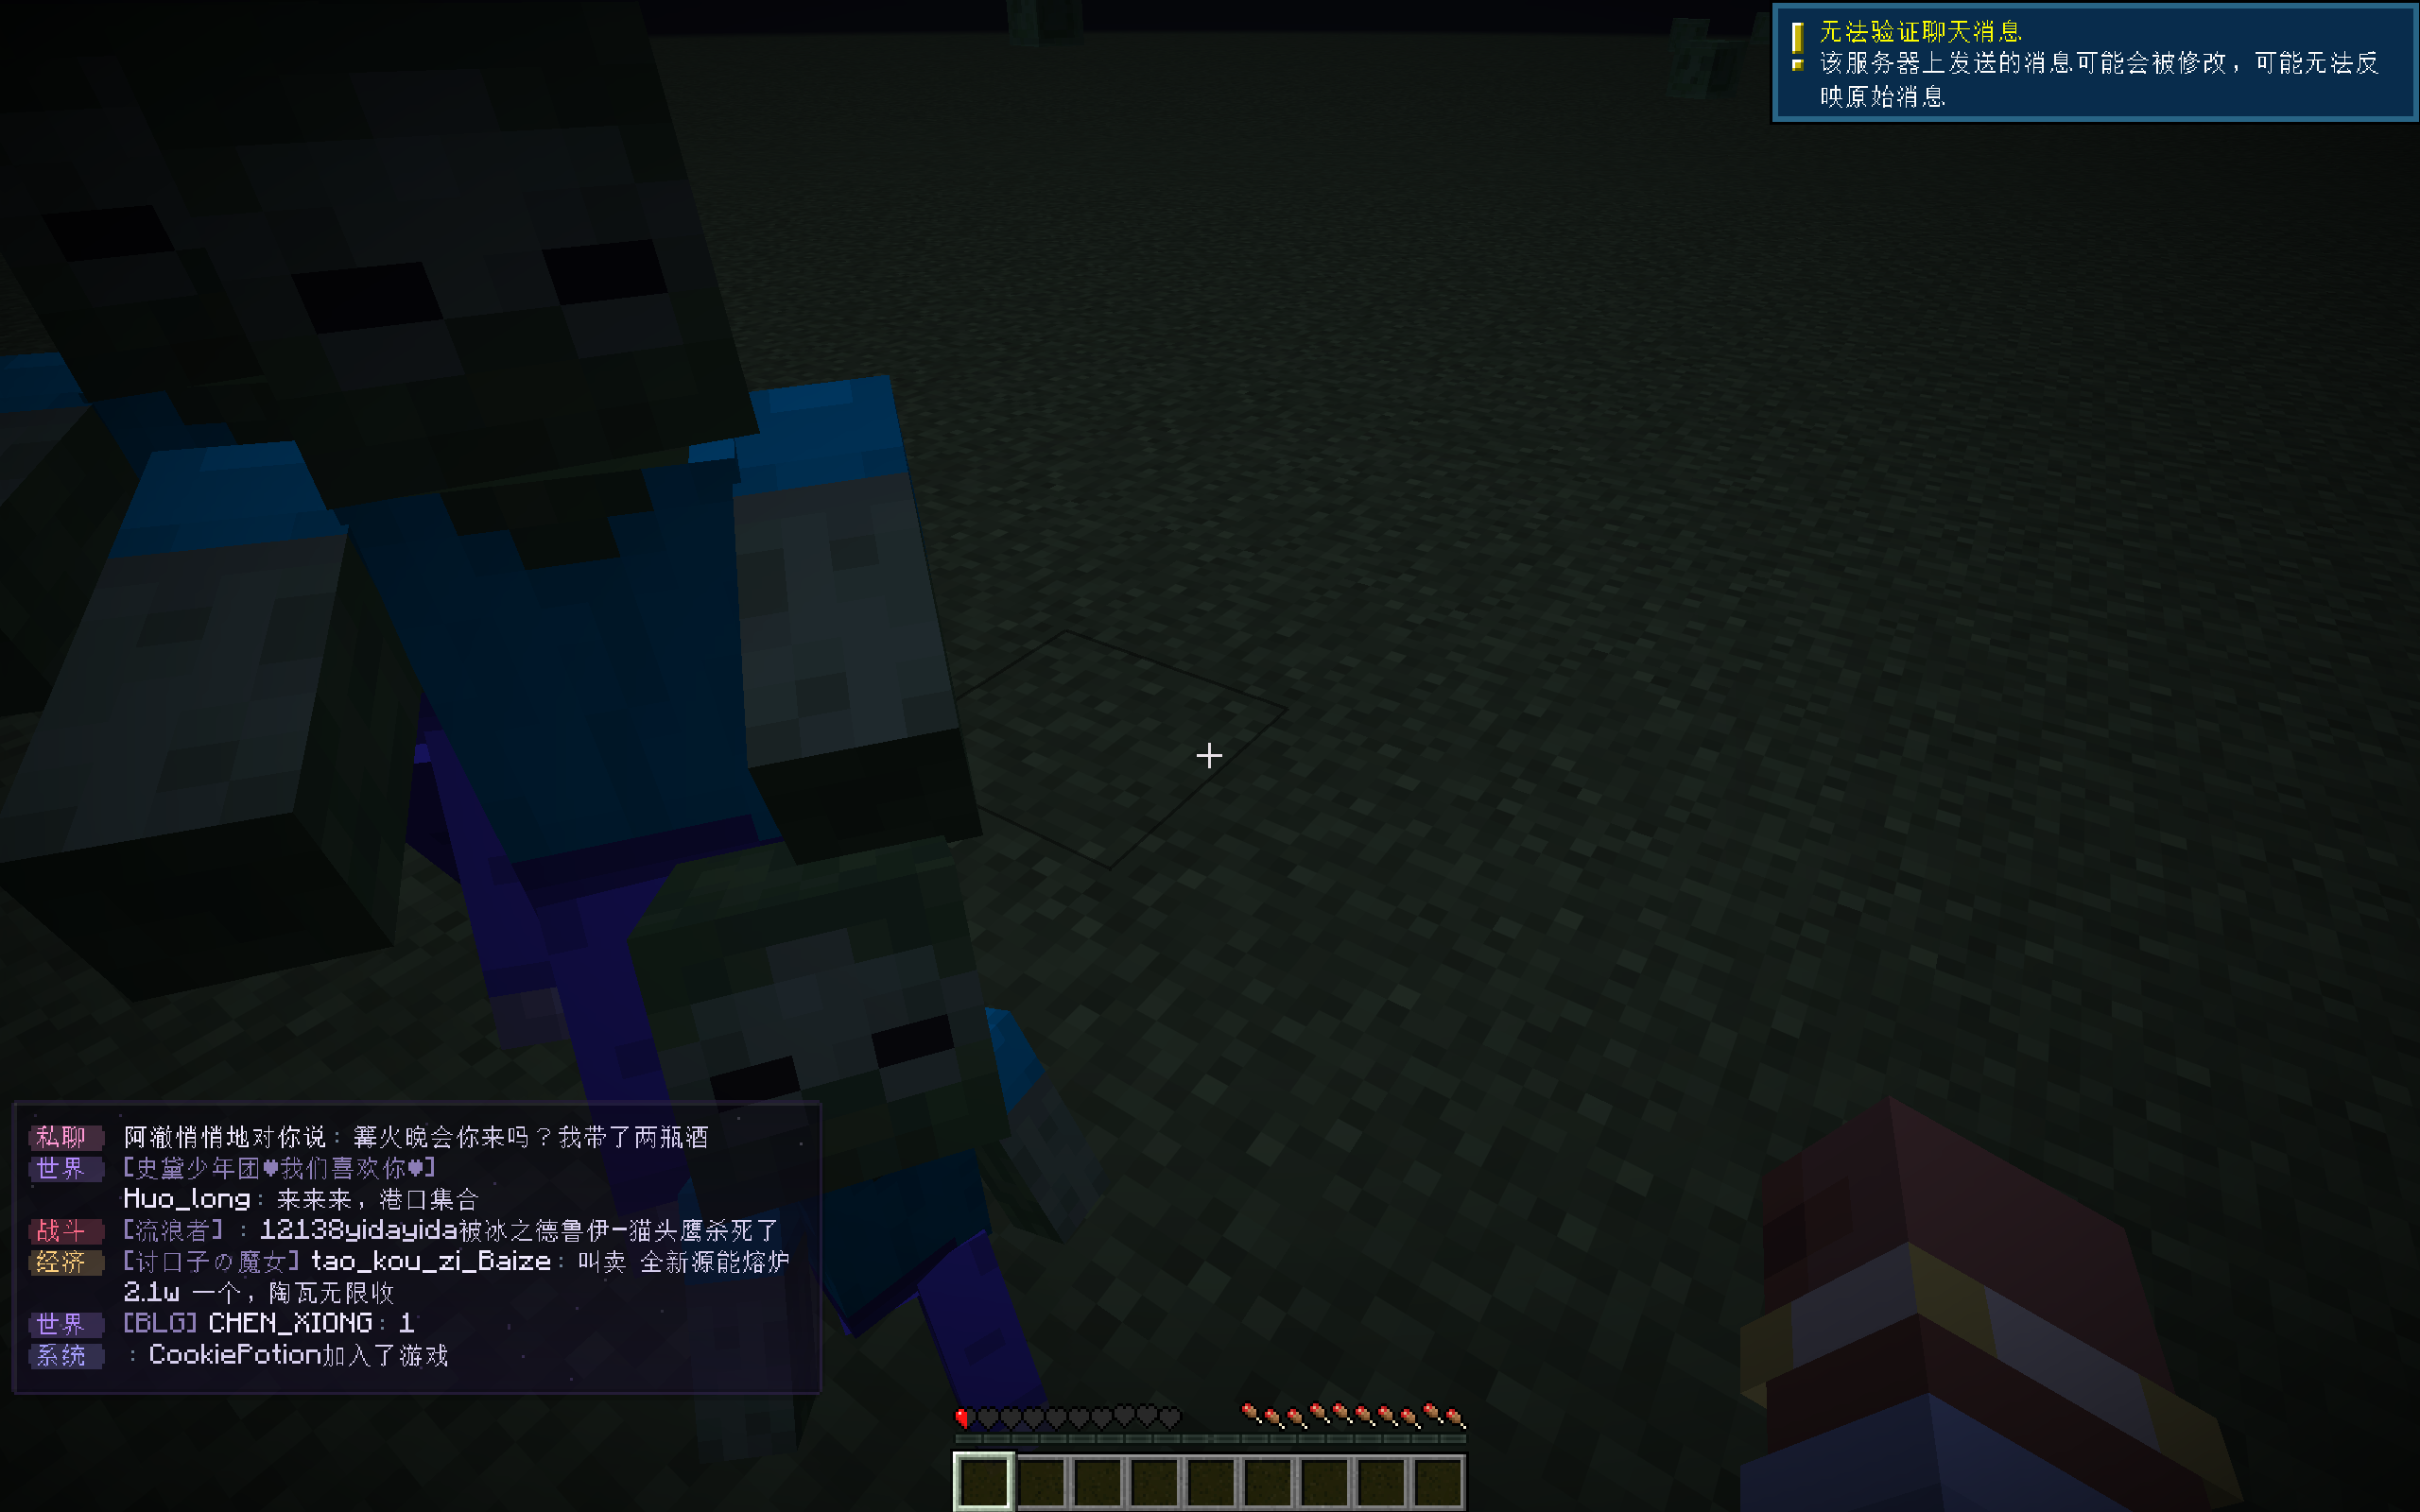 无法验证聊天消息
该服务器上发送的消息可能会被修改，可能无法反
映原始消息
私聊 阿澈悄悄地对你说：篝火晚会你来吗？我带了两瓶酒
世界 [史黛少年团♥我们喜欢你♥]
Huo_long：来来来，港口集合
战斗 [流浪者]：12138yidayida被冰之德鲁伊-猫头鹰杀死了
经济 [讨口子の魔女] tao_kou_zi_Baize：叫卖 全新源能熔炉
2.1w 一个，陶瓦无限收
世界 [BLG] CHEN_XIONG：1
系统 ：CookiePotion加入了游戏